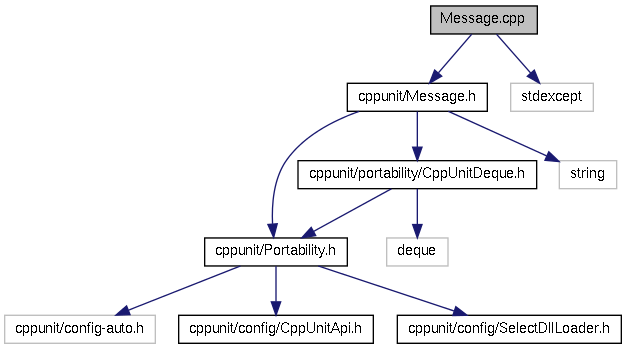 Message.cpp
cppunit/Message.h
stdexcept
cppunit/portability/CppUnitDeque.h
string
cppunit/Portability.h
deque
cppunit/config-auto.h
cppunit/config/CppUnitApi.h
cppunit/config/SelectDllLoader.h